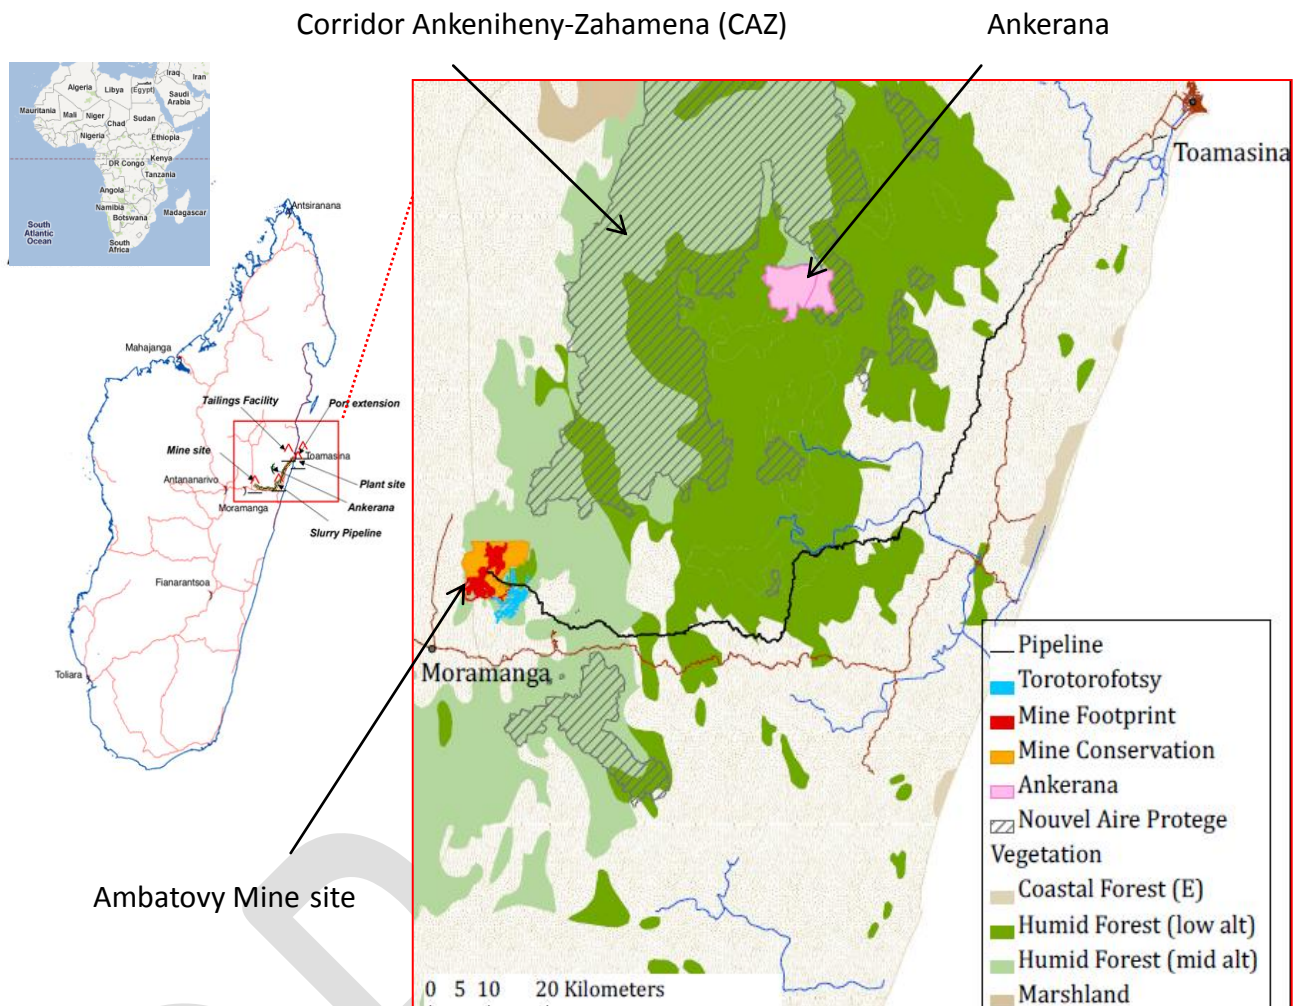 Corridor Ankeniheny-Zahamena (CAZ)
Ankerana
Iraq
Iran
Algeria
Libya
(Egypt)
Saudi
Arabia
Mauritania
Mali
Niger
Chad
Sudan
Nigeria
Ethiopia
DR Congo
Kenya
Tanzania
Angola
Namibia
Botswana
Madagascar
South
Africa
South
Atlantic
Ocean
Antsiranana
Mahajanga
Tailings Facility
Port extension
Mine site
Toamasina
Antananarivo
Plant site
Moramanga
Ankerana
Slurry Pipeline
Fianarantsoa
Toliara
Toamasina
Moramanga
Ambatovy Mine site
Pipeline
Torotorofotsy
Mine Footprint
Mine Conservation
Ankerana
Nouvel Aire Protege
Vegetation
Coastal Forest (E)
Humid Forest (low alt)
Humid Forest (mid alt)
Marshland
0 5 10 20 Kilometers